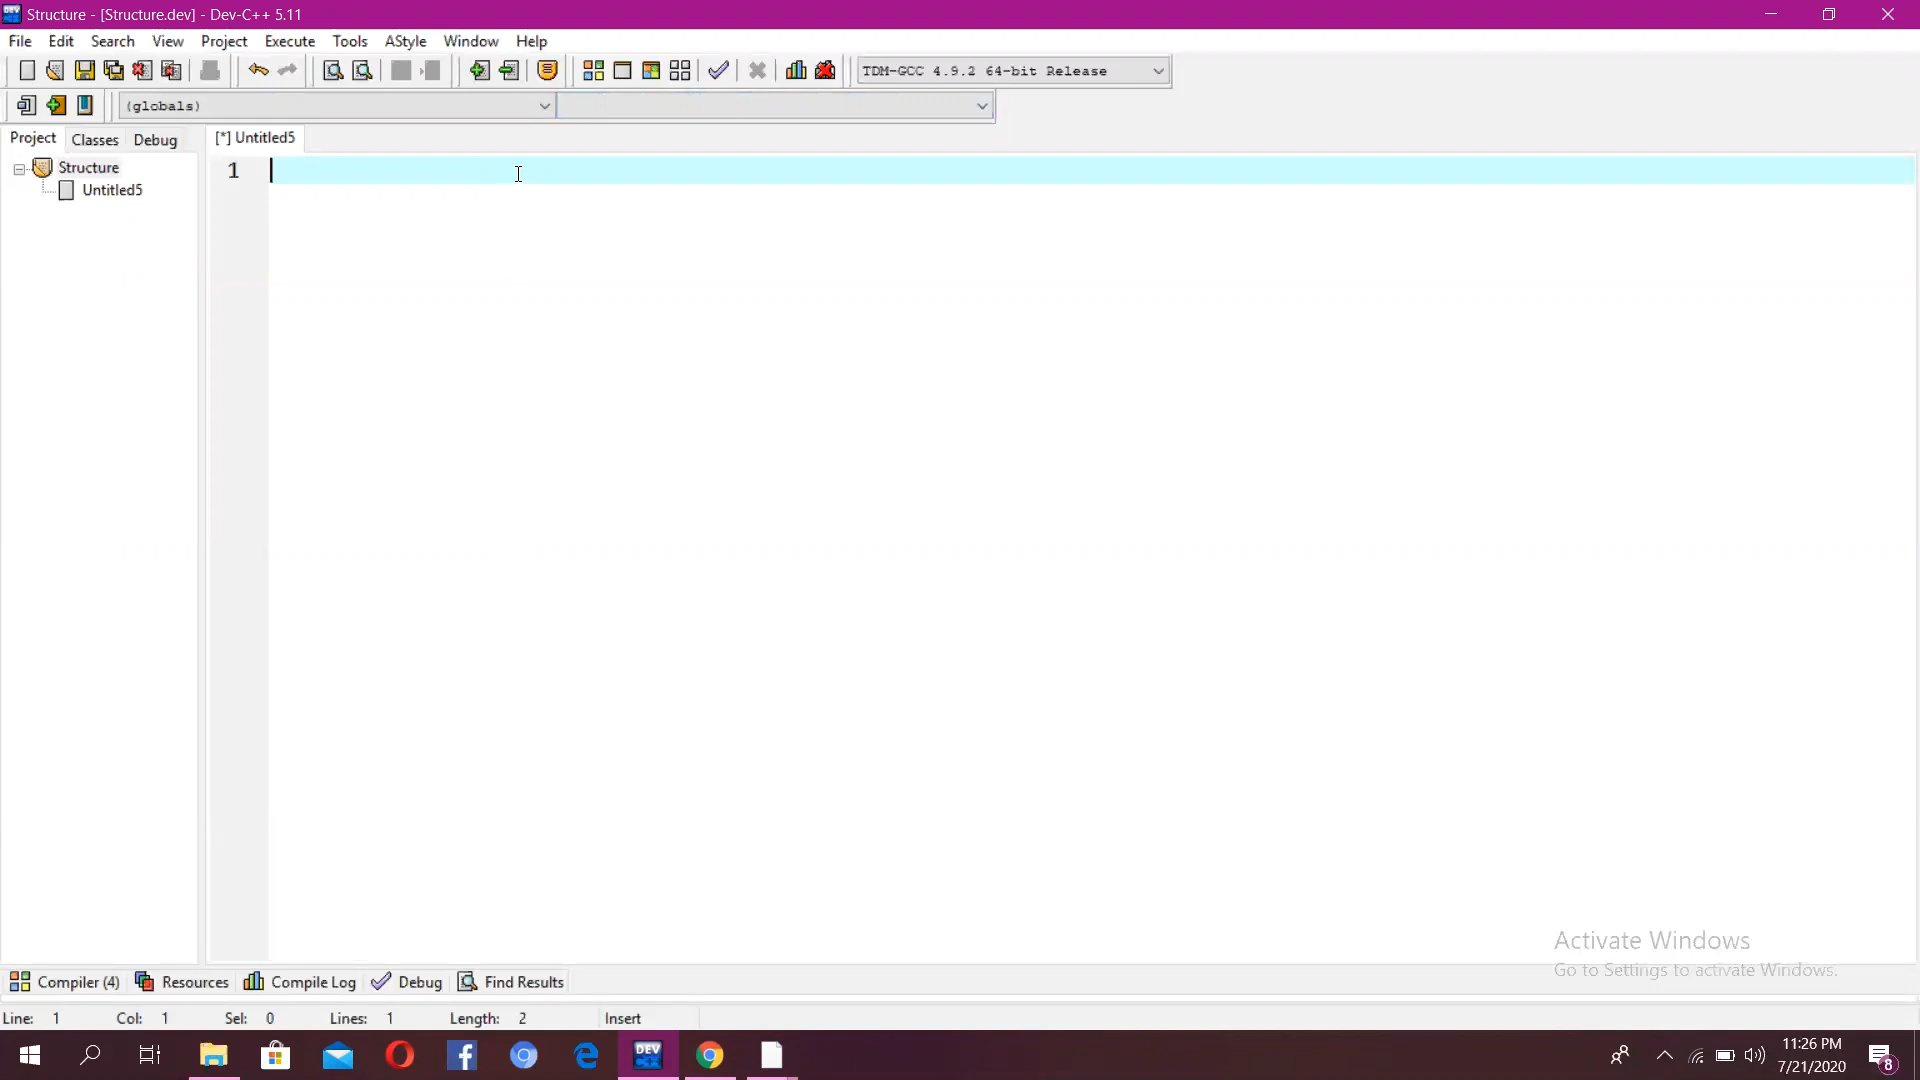 Structure - [Structure.dev] - Dev-C++ 5.11
File Edit Search View Project Execute Tools AStyle Window Help
TDM-GCC 4.9.2 64-bit Release
(globals)
Project Classes Debug
[*] Untitled5
Structure
Untitled5
1
Activate Windows
Go to Settings to activate Windows.
Compiler (4) Resources Compile Log Debug Find Results
Line: 1 Col: 1 Sel: 0 Lines: 1 Length: 2 Insert
DEV
11:26 PM
7/21/2020
8